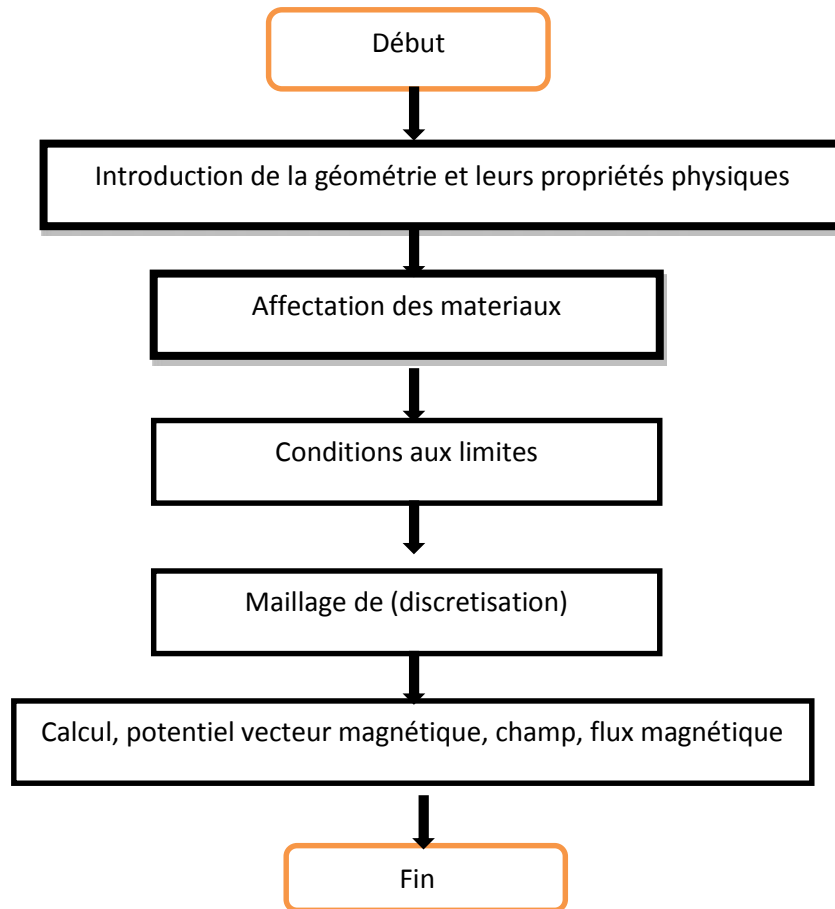 Début
Introduction de la géométrie et leurs propriétés physiques
Affectation des materiaux
Conditions aux limites
Maillage de (discretisation)
Calcul, potentiel vecteur magnétique, champ, flux magnétique
Fin